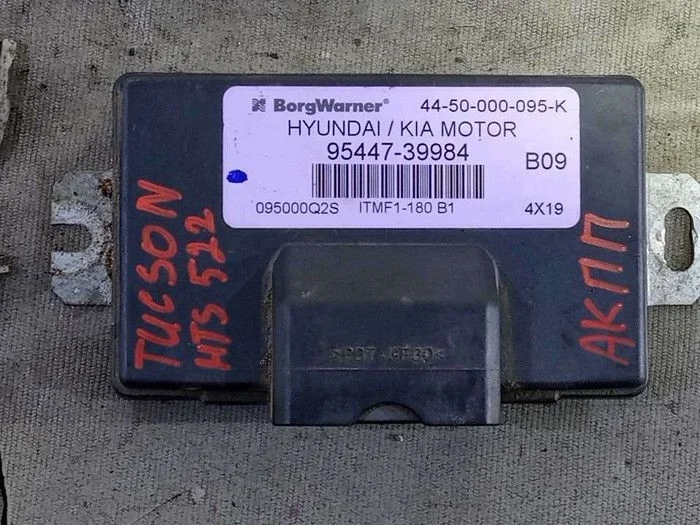 BorgWarner® 44-50-000-095-K
HYUNDAI / KIA MOTOR
95447-39984
B09
095000Q2S ITMF1-180 B1 4X19
TUCSON
HTS 522
АКПП